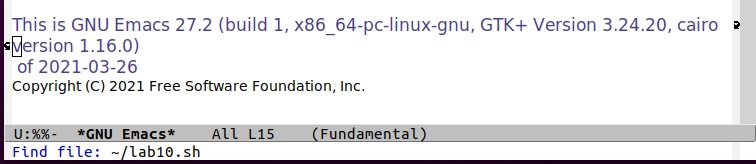 This is GNU Emacs 27.2 (build 1, x86_64-pc-linux-gnu, GTK+ Version 3.24.20, cairo
version 1.16.0)
of 2021-03-26
Copyright (C) 2021 Free Software Foundation, Inc.
U:%%-  *GNU Emacs*    All L15    (Fundamental)
Find file: ~/lab10.sh